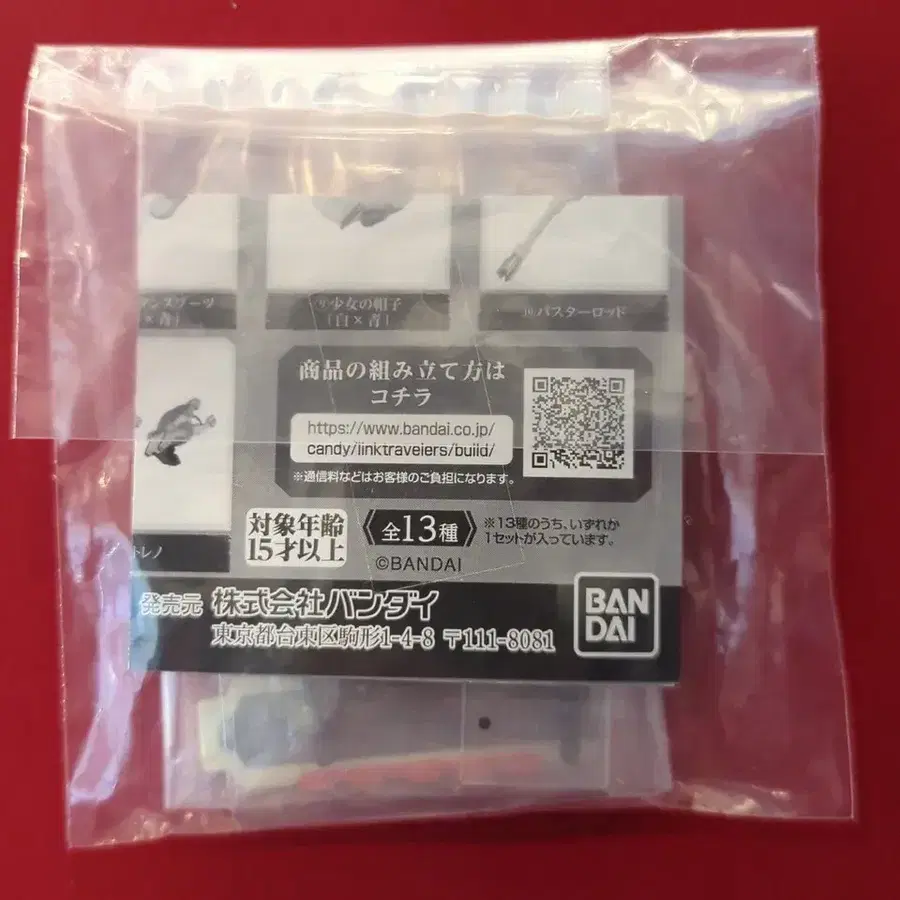 マンズブーツ
× 青〕
⑨少女の帽子
〔白×青〕
⑩バスターロッド
商品の組み立て方は
コチラ
https://www.bandai.co.jp/
candy/linktravelers/build/
※通信料などはお客様のご負担になります。
トレノ
対象年齢
15才以上
全13種
※13種のうち、いずれか
1セットが入っています。
©BANDAI
発売元 株式会社バンダイ
東京都台東区駒形1-4-8 〒111-8081
BAN
DAI